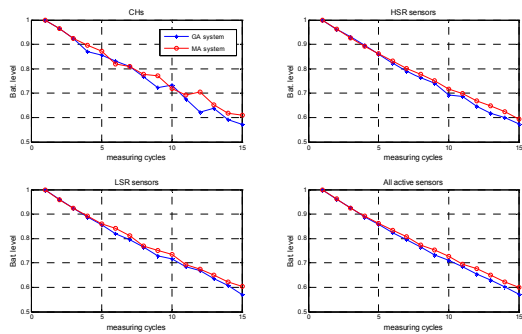 CHs
Bat. level
1
0.9
0.8
0.7
0.6
0.5
0 5 10 15
measuring cycles
GA system
MA system
HSR sensors
Bat. level
1
0.9
0.8
0.7
0.6
0.5
0 5 10 15
measuring cycles
LSR sensors
Bat. level
1
0.9
0.8
0.7
0.6
0.5
0 5 10 15
measuring cycles
All active sensors
Bat. level
1
0.9
0.8
0.7
0.6
0.5
0 5 10 15
measuring cycles